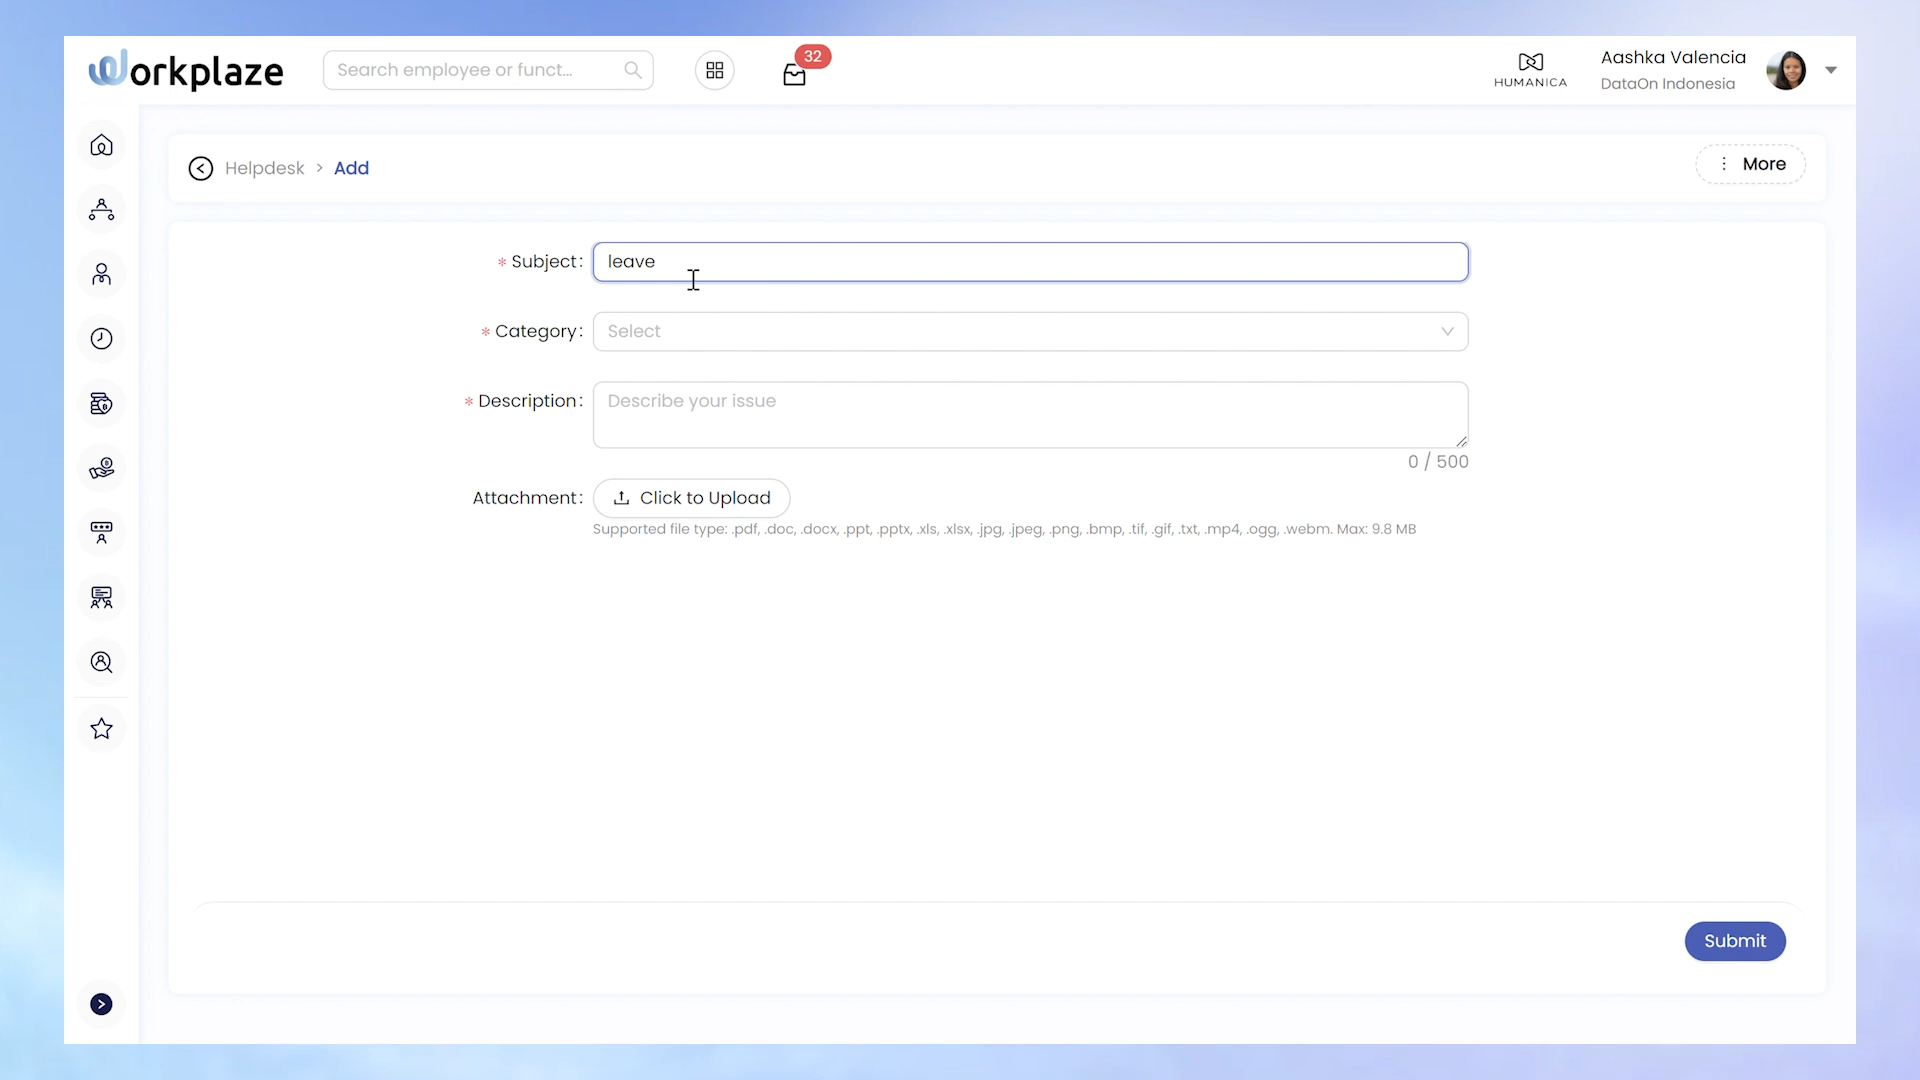 Workplaze
Search employee or funct...
32
HUMANICA
Aashka Valencia
DataOn Indonesia
Helpdesk > Add
More
* Subject: leave
* Category: Select
* Description: Describe your issue
0 / 500
Attachment: Click to Upload
Supported file type: .pdf, .doc, .docx, .ppt, .pptx, .xls, .xlsx, .jpg, .jpeg, .png, .bmp, .tif, .gif, .txt, .mp4, .ogg, .webm. Max: 9.8 MB
Submit